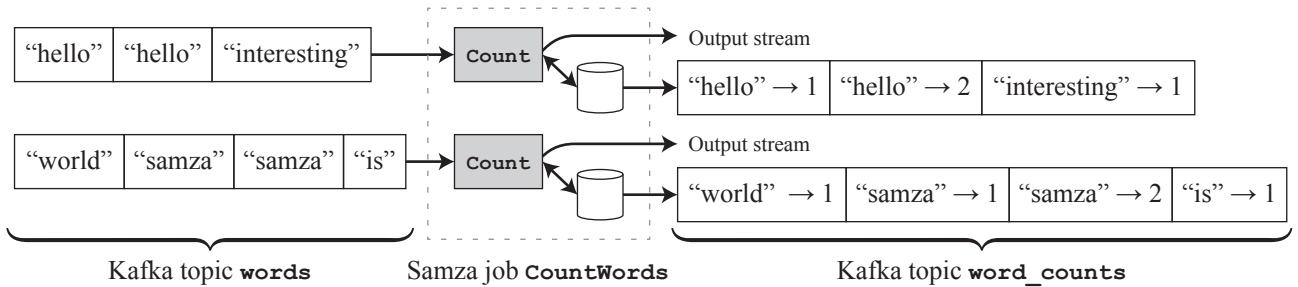 “hello” “hello” “interesting” Count Output stream
“hello” → 1 “hello” → 2 “interesting” → 1
“world” “samza” “samza” “is” Count Output stream
“world” → 1 “samza” → 1 “samza” → 2 “is” → 1
Kafka topic words Samza job CountWords Kafka topic word_counts